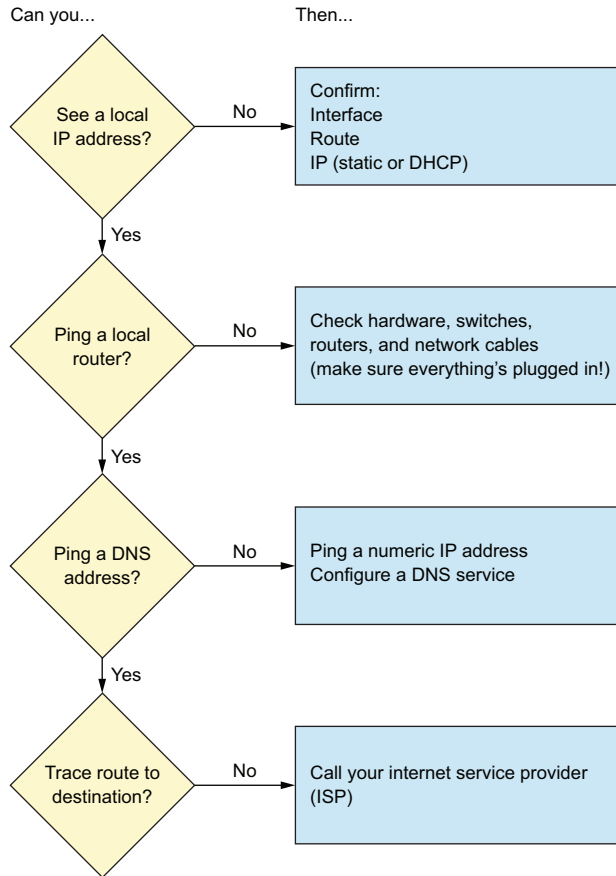 Can you...
Then...
See a local
IP address?
No
Confirm:
Interface
Route
IP (static or DHCP)
Yes
Ping a local
router?
No
Check hardware, switches,
routers, and network cables
(make sure everything’s plugged in!)
Yes
Ping a DNS
address?
No
Ping a numeric IP address
Configure a DNS service
Yes
Trace route to
destination?
No
Call your internet service provider
(ISP)